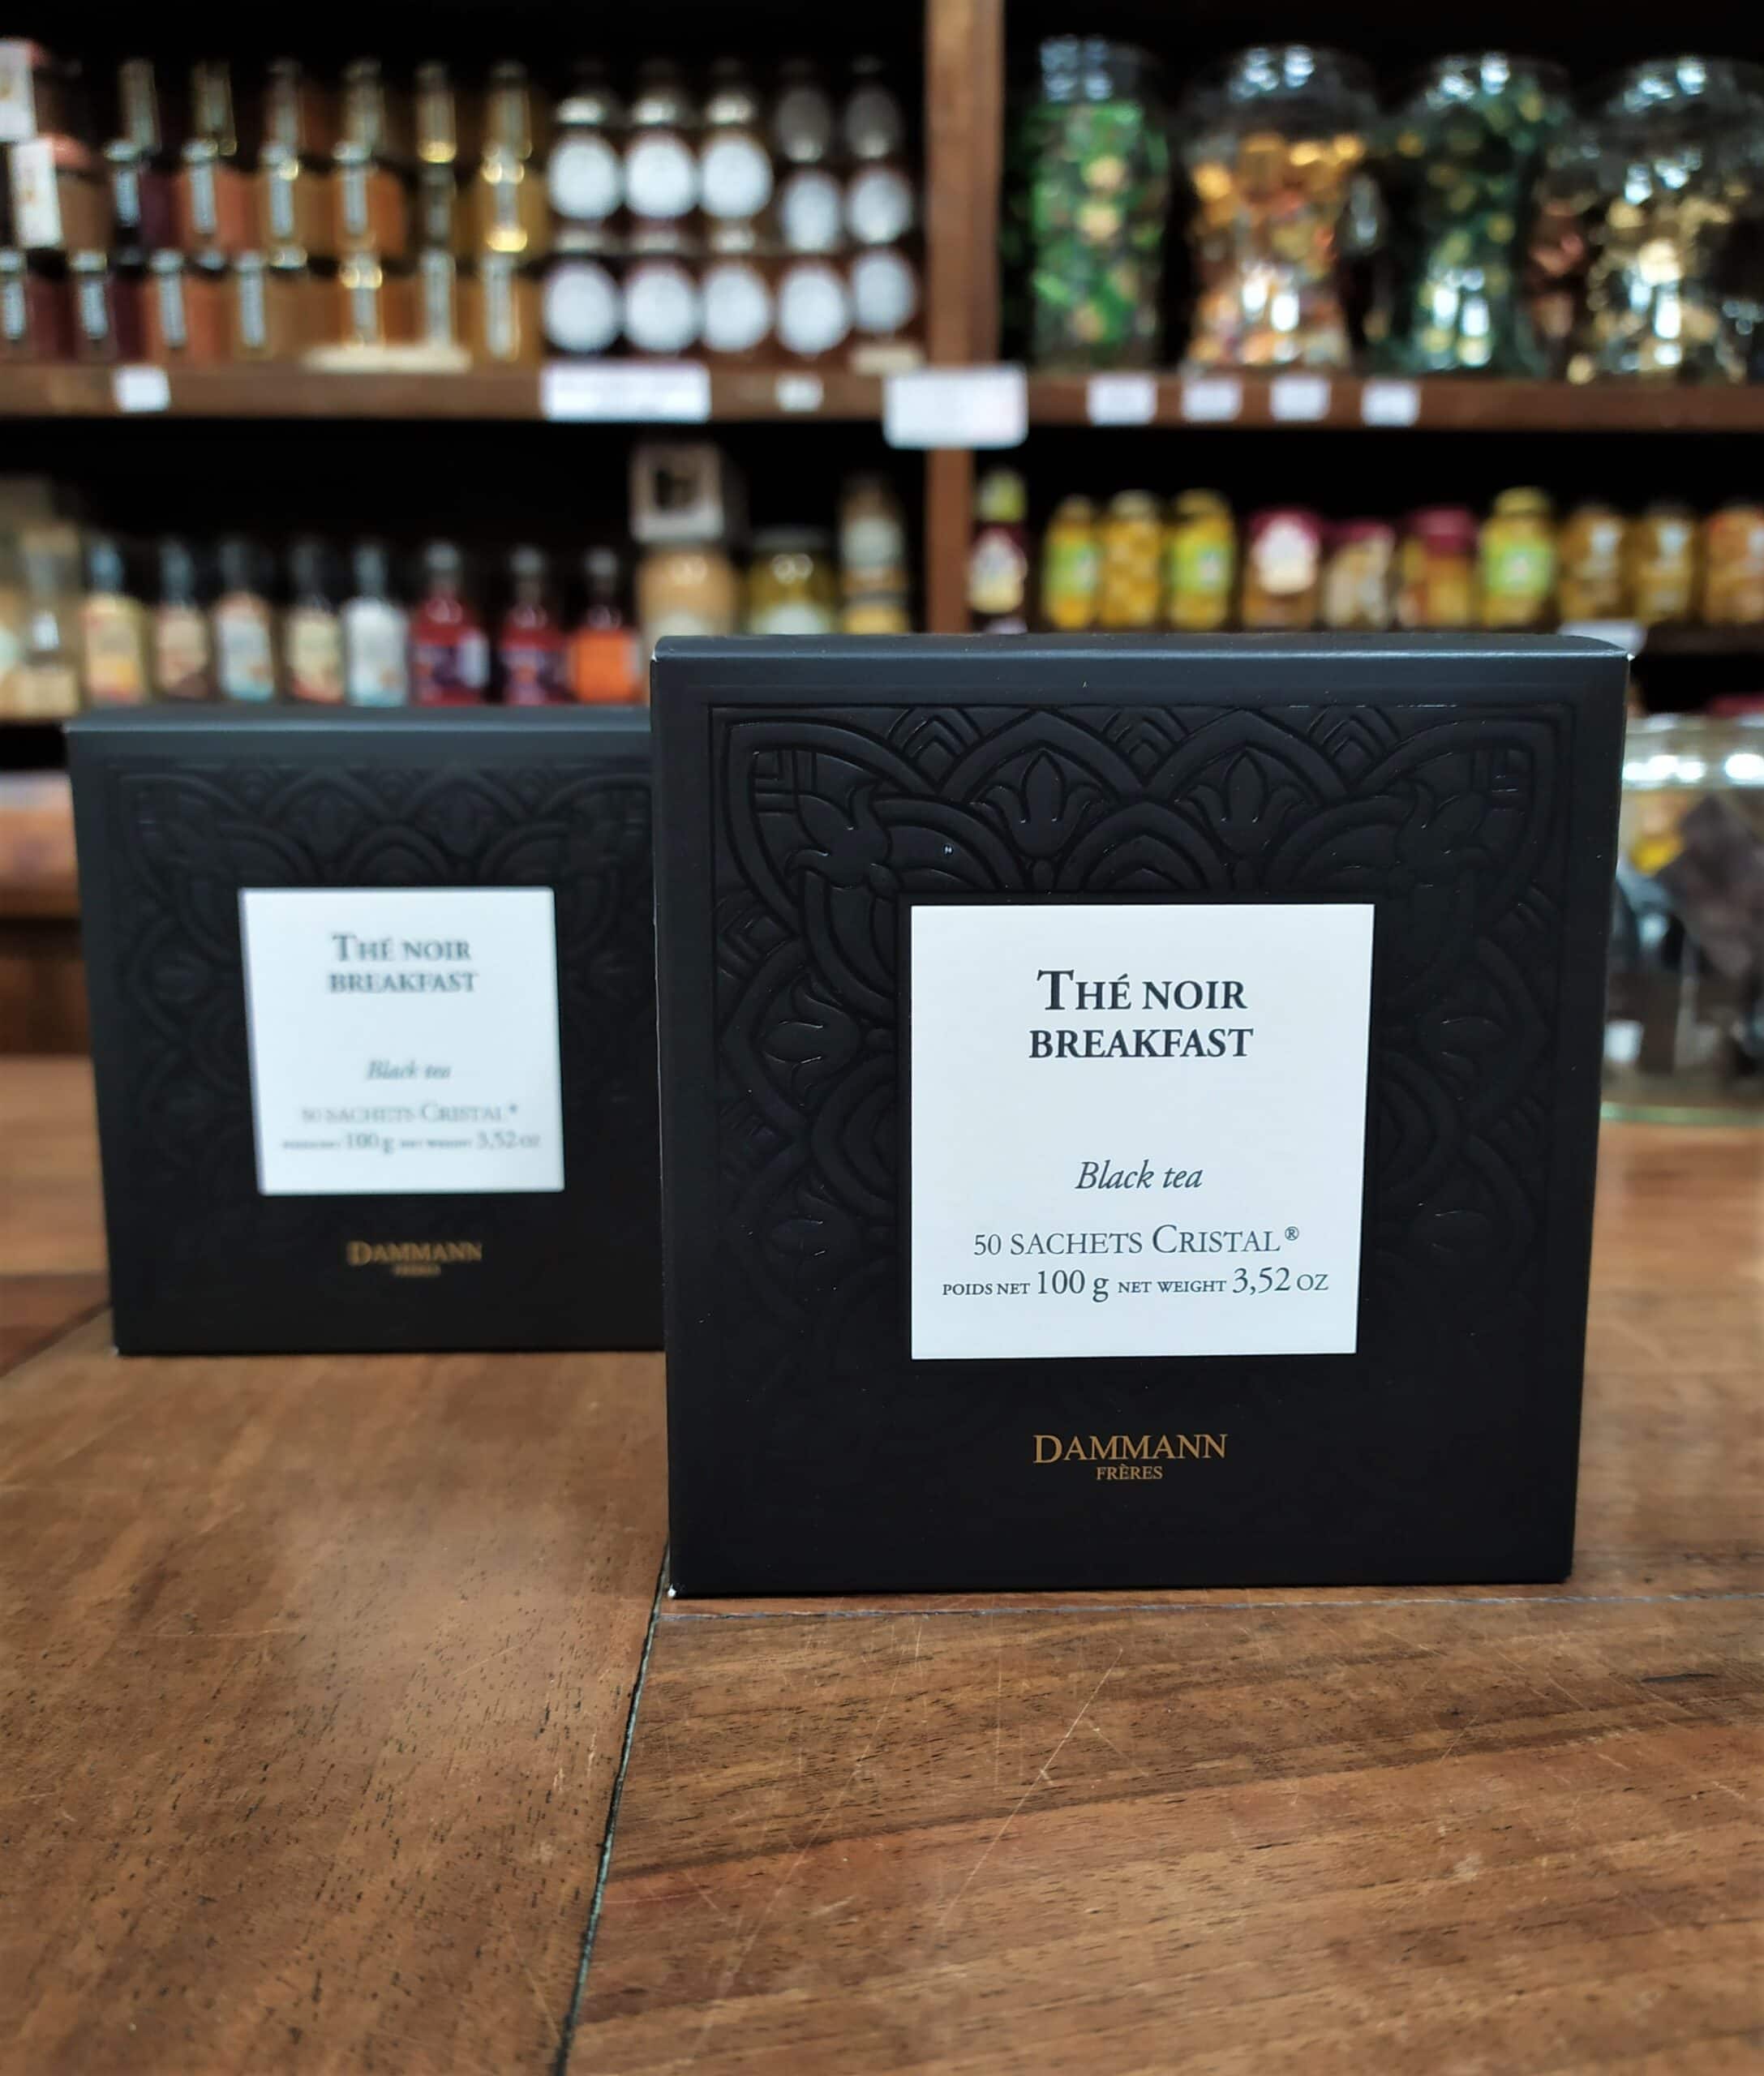 THÉ NOIR
BREAKFAST
Black tea
50 SACHETS CRISTAL*
100 g 3,52 oz
DAMMANN
FRÈRES
THÉ NOIR
BREAKFAST
Black tea
50 SACHETS CRISTAL®
POIDS NET 100 g NET WEIGHT 3,52 OZ
DAMMANN
FRÈRES